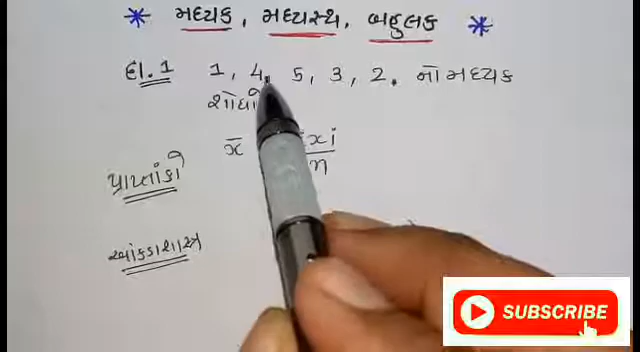 * મધ્યક, મધ્યસ્થ, બહુલક *
દા.1 1, 4, 5, 3, 2. નો મધ્યક
શોધો
x̄ xi
n
પ્રાપ્તાંકો
આંકડાશાસ્ત્ર
SUBSCRIBE